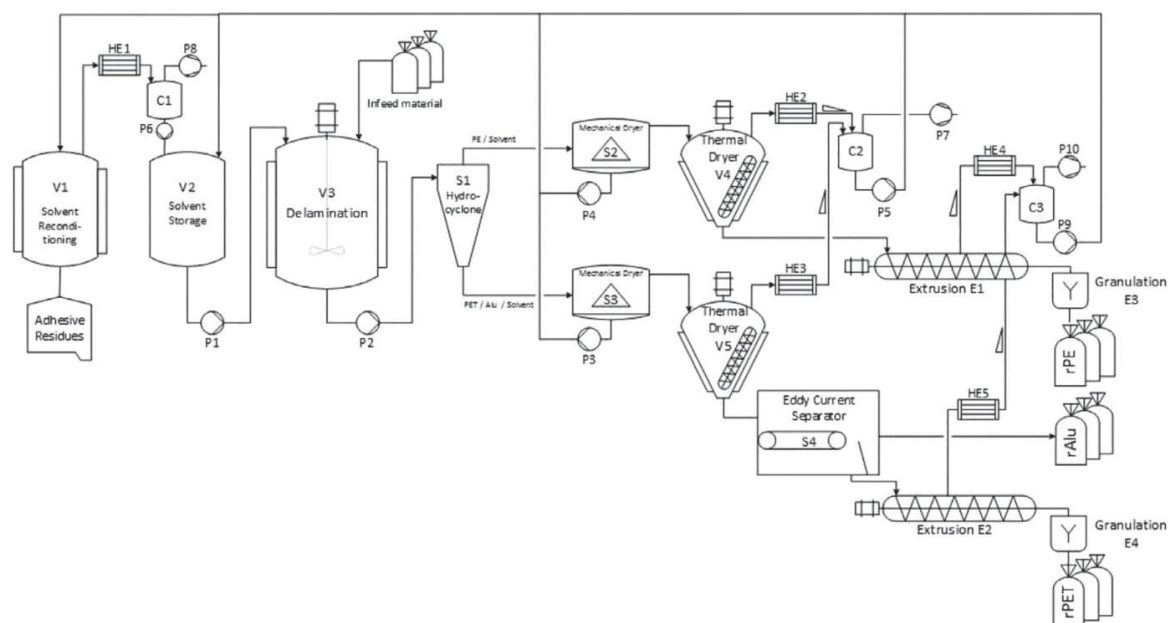 HE1
P8
C1
P6
V1
Solvent
Recondi-
tioning
V2
Solvent
Storage
Adhesive
Residues
P1
Infeed material
V3
Delamination
P2
S1
Hydro-
cyclone
PE / Solvent
PET / Alu / Solvent
Mechanical Dryer
S2
P4
Mechanical Dryer
S3
P3
Thermal
Dryer
V4
HE2
C2
P7
P5
Thermal
Dryer
V5
HE3
HE4
P10
C3
P9
Extrusion E1
Granulation
E3
rPE
Eddy Current
Separator
S4
HE5
rAlu
Extrusion E2
Granulation
E4
rPET